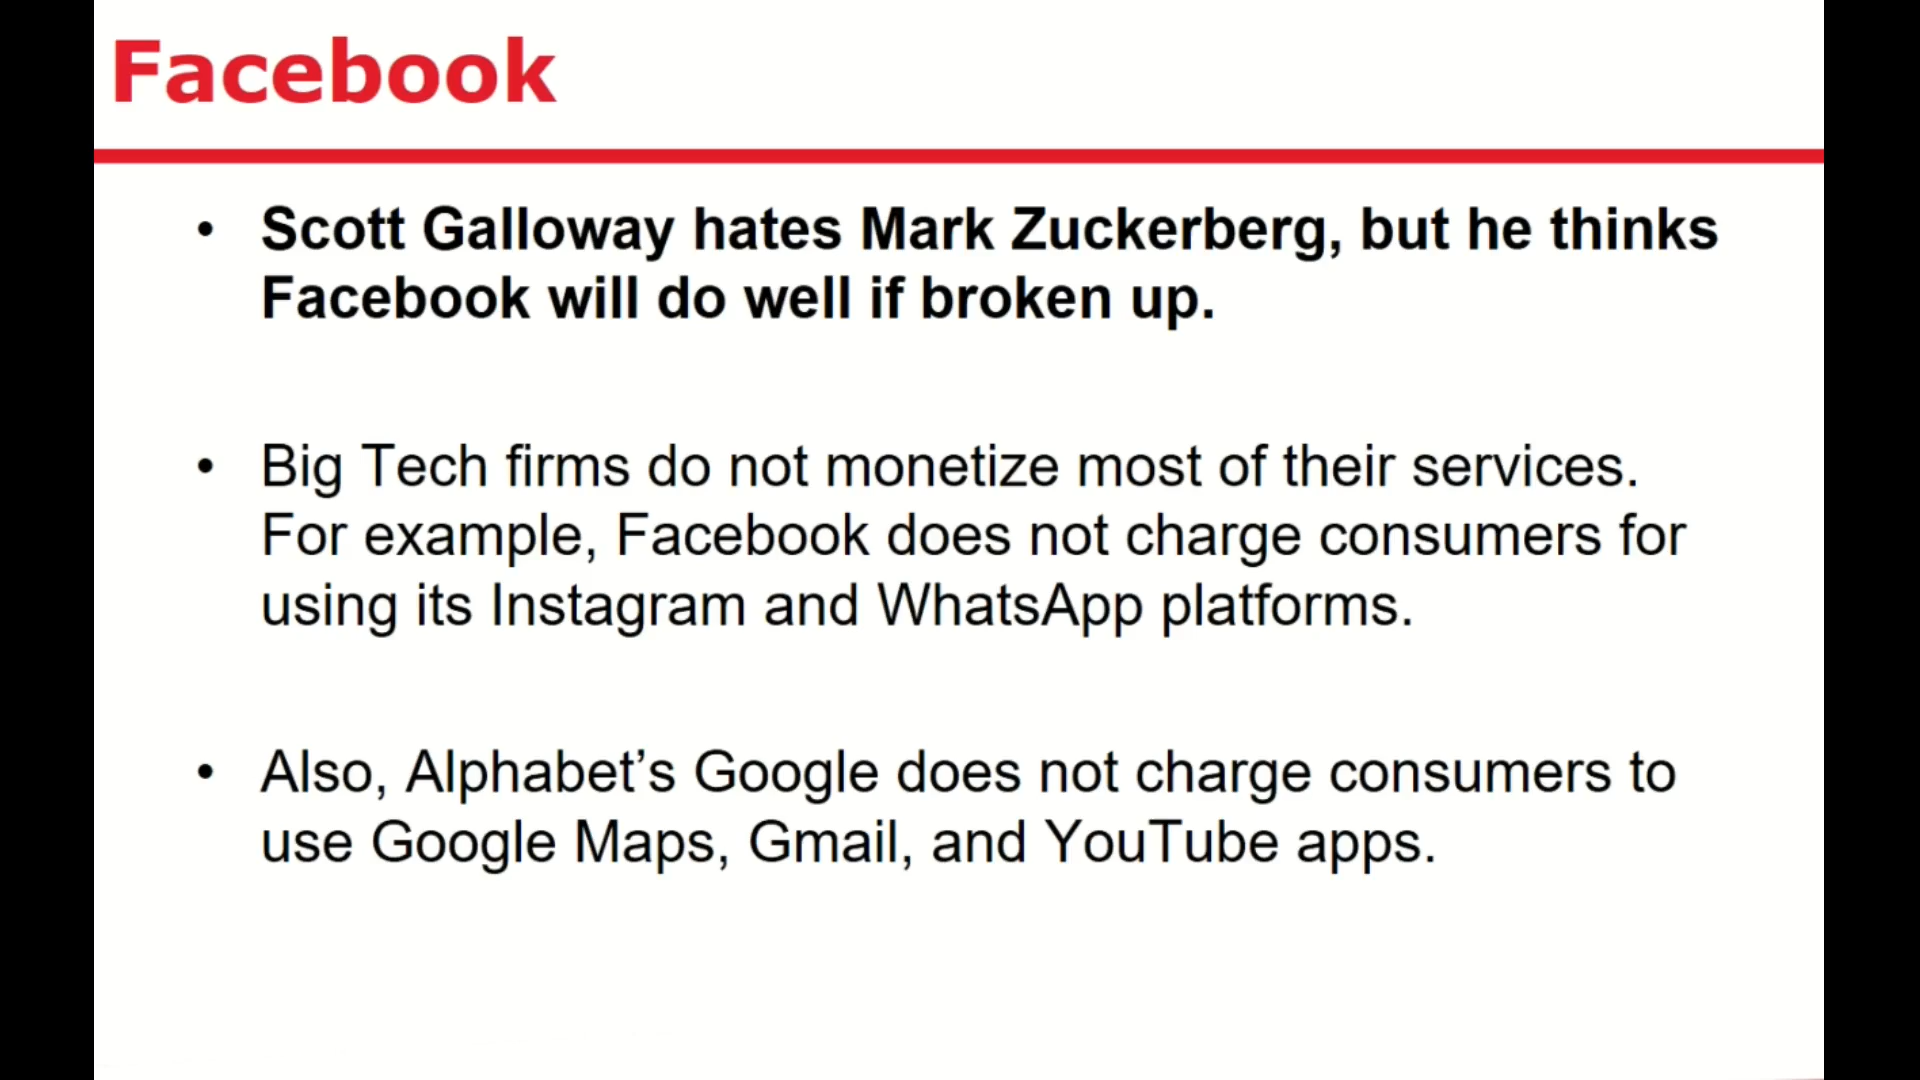 Facebook
• Scott Galloway hates Mark Zuckerberg, but he thinks
Facebook will do well if broken up.
• Big Tech firms do not monetize most of their services.
For example, Facebook does not charge consumers for
using its Instagram and WhatsApp platforms.
• Also, Alphabet’s Google does not charge consumers to
use Google Maps, Gmail, and YouTube apps.